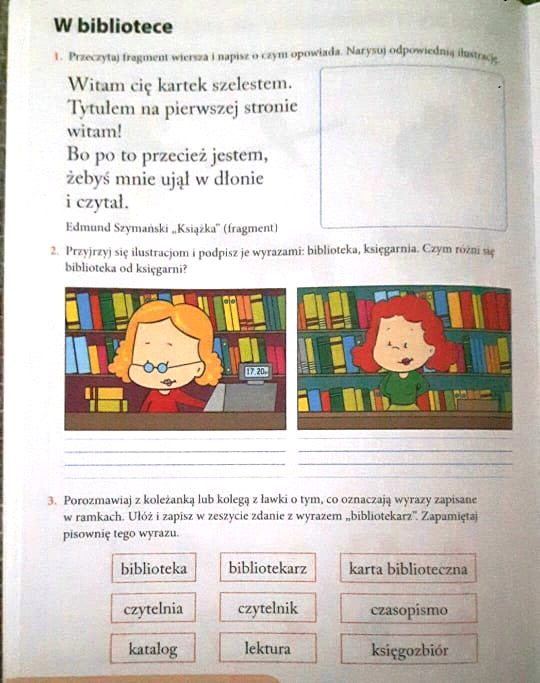 W bibliotece
1. Przeczytaj fragment wiersza i napisz o czym opowiada. Narysuj odpowiednią ilustrację.
Witam cię kartek szelestem.
Tytułem na pierwszej stronie
witam!
Bo po to przecież jestem,
żebyś mnie ujął w dłonie
i czytał.
Edmund Szymański „Książka” (fragment)
2. Przyjrzyj się ilustracjom i podpisz je wyrazami: biblioteka, księgarnia. Czym różni się
biblioteka od księgarni?
17,20
3. Porozmawiaj z koleżanką lub kolegą z ławki o tym, co oznaczają wyrazy zapisane
w ramkach. Ułóż i zapisz w zeszycie zdanie z wyrazem „bibliotekarz”. Zapamiętaj
pisownię tego wyrazu.
biblioteka bibliotekarz karta biblioteczna
czytelnia czytelnik czasopismo
katalog lektura księgozbiór